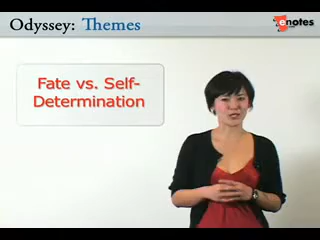 Odyssey: Themes
enotes
Fate vs. Self-
Determination